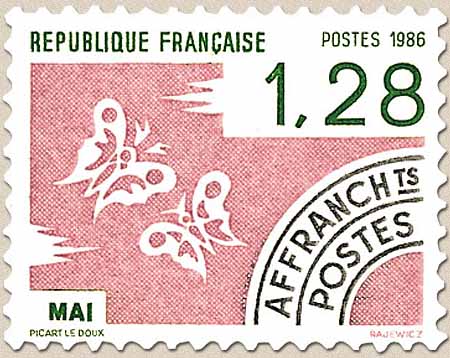 REPUBLIQUE FRANÇAISE POSTES 1986
1,28
AFFRANCHTS
POSTES
MAI
PICART LE DOUX RAJEWICZ